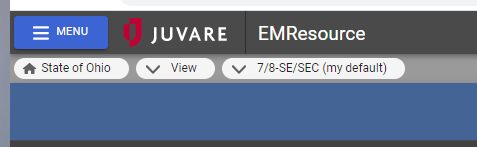 MENU JUVARE EMResource
State of Ohio View 7/8-SE/SEC (my default)